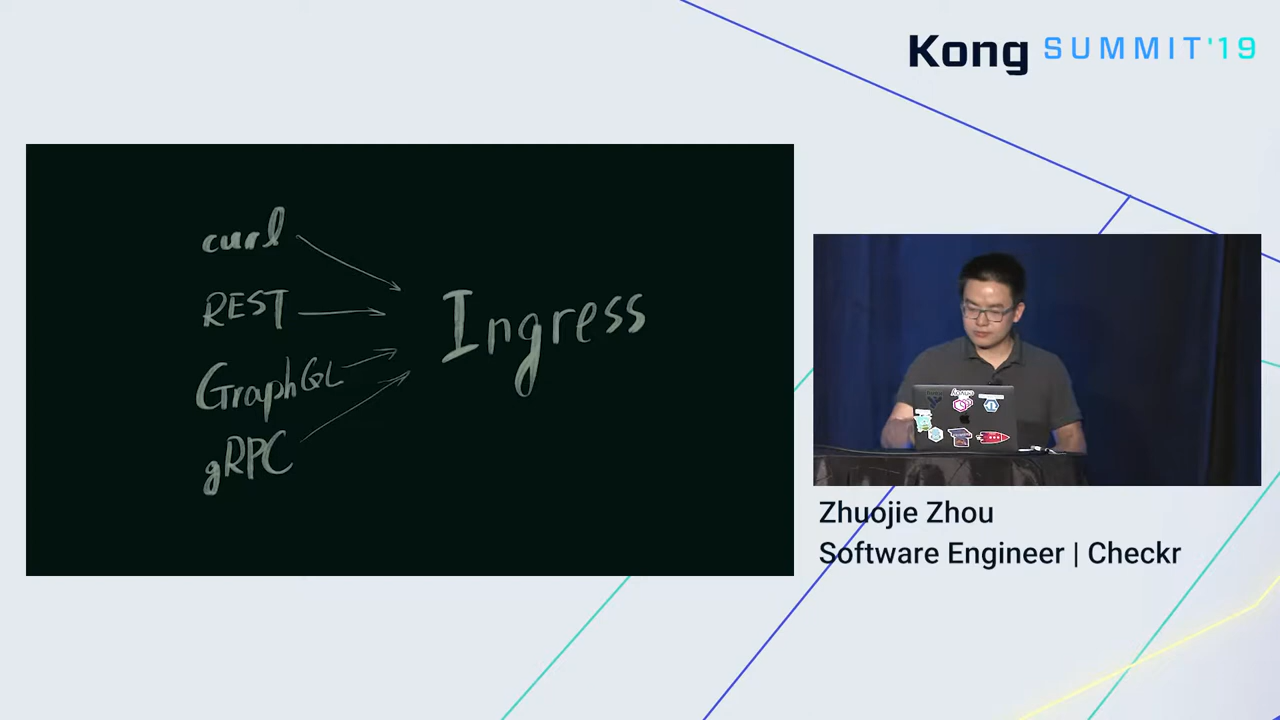 Kong SUMMIT'19
curl
REST
GraphQL
gRPC
Ingress
Zhuojie Zhou
Software Engineer | Checkr